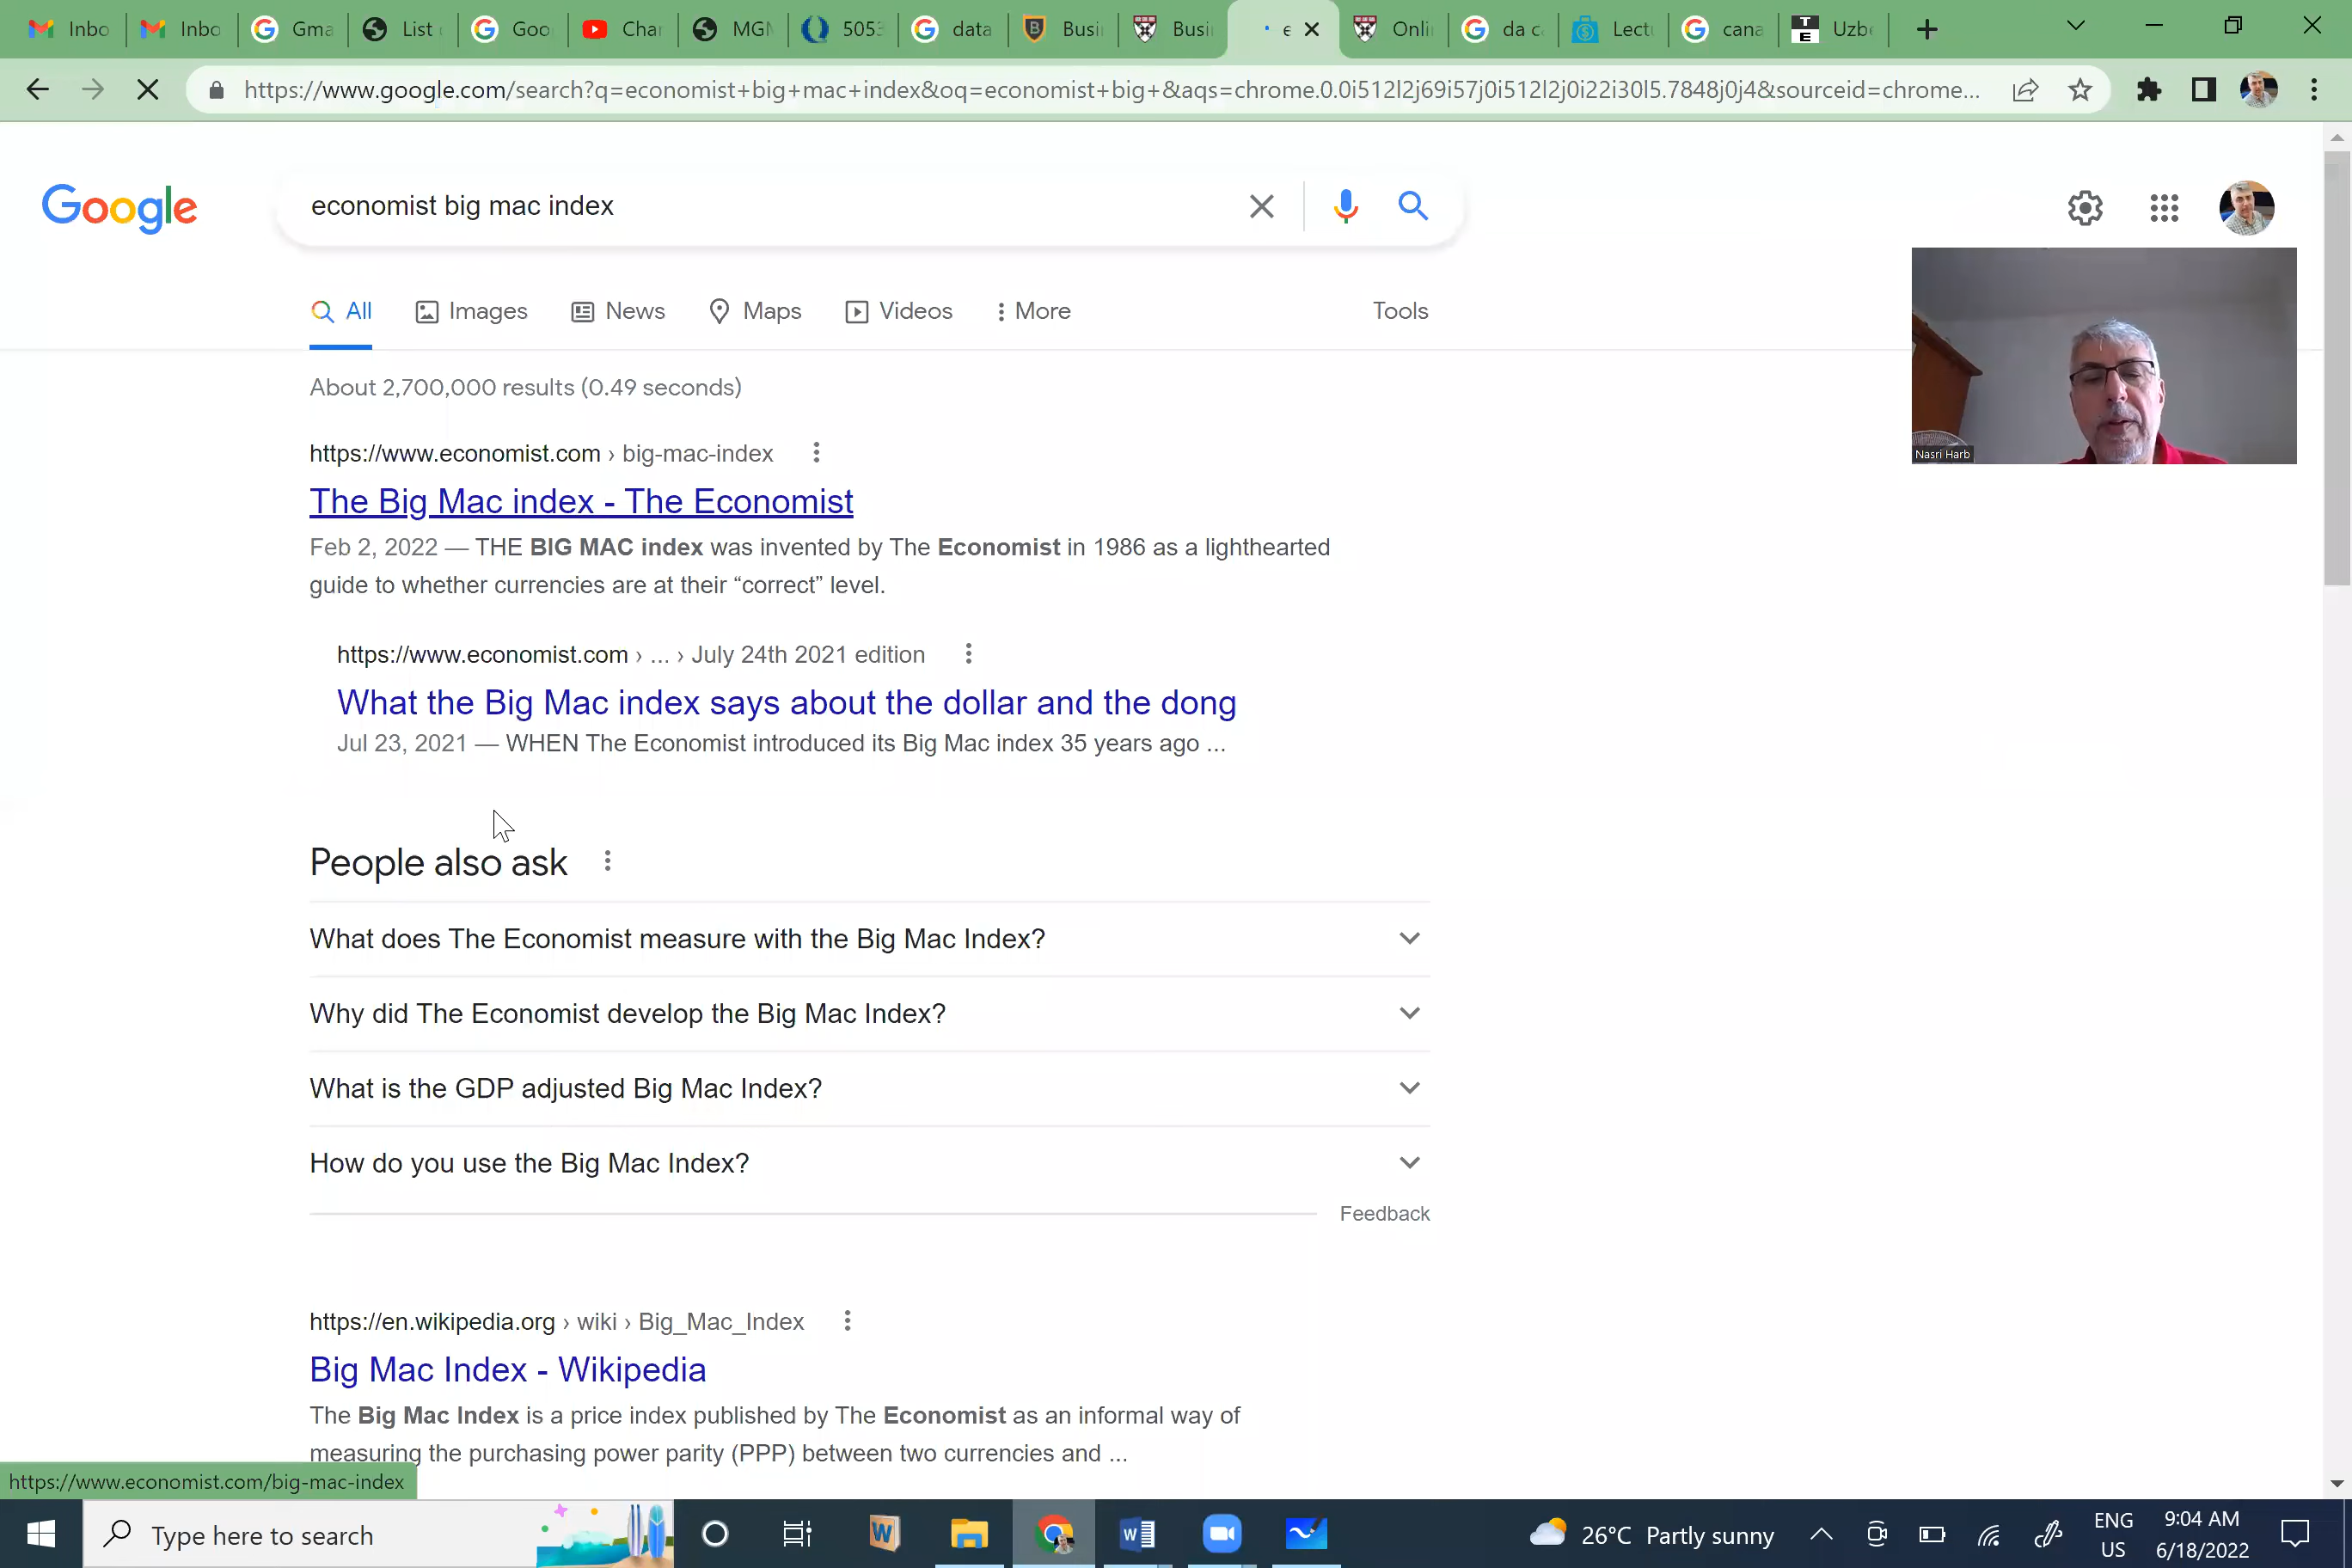 Inbo Inbo Gma List Goo Char MGM 5053 data Busi Busi e Onli da c Lect cana Uzbe
https://www.google.com/search?q=economist+big+mac+index&oq=economist+big+&aqs=chrome.0.0i512l2j69i57j0i512l2j0i22i30l5.7848j0j4&sourceid=chrome...
Google
economist big mac index
All Images News Maps Videos More Tools
About 2,700,000 results (0.49 seconds)
https://www.economist.com › big-mac-index
The Big Mac index - The Economist
Feb 2, 2022 — THE BIG MAC index was invented by The Economist in 1986 as a lighthearted
guide to whether currencies are at their “correct” level.
Nasri Harb
https://www.economist.com › ... › July 24th 2021 edition
What the Big Mac index says about the dollar and the dong
Jul 23, 2021 — WHEN The Economist introduced its Big Mac index 35 years ago ...
People also ask
What does The Economist measure with the Big Mac Index?
Why did The Economist develop the Big Mac Index?
What is the GDP adjusted Big Mac Index?
How do you use the Big Mac Index?
Feedback
https://en.wikipedia.org › wiki › Big_Mac_Index
Big Mac Index - Wikipedia
The Big Mac Index is a price index published by The Economist as an informal way of
measuring the purchasing power parity (PPP) between two currencies and ...
https://www.economist.com/big-mac-index
Type here to search
26°C Partly sunny
ENG
US
9:04 AM
6/18/2022